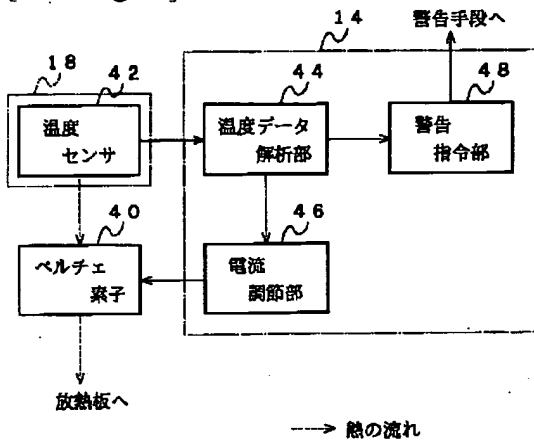 警告手段へ
14
18
42
44
48
温度
センサ
温度データ
解析部
警告
指令部
40
46
ペルチェ
素子
電流
調節部
放熱板へ
熱の流れ